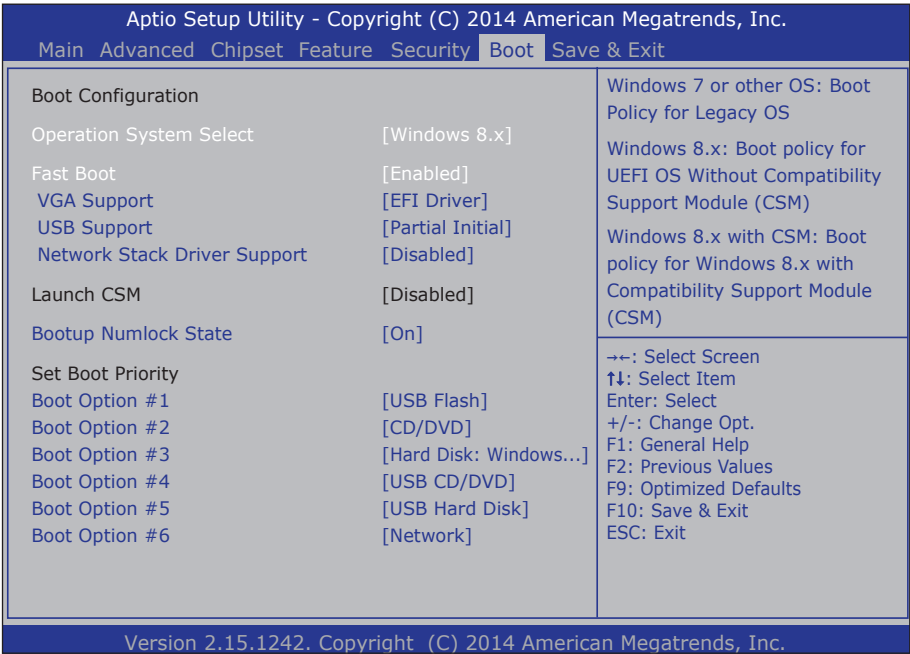 Aptio Setup Utility - Copyright (C) 2014 American Megatrends, Inc.
Main Advanced Chipset Feature Security Boot Save & Exit
Boot Configuration
Operation System Select [Windows 8.x]
Fast Boot [Enabled]
VGA Support [EFI Driver]
USB Support [Partial Initial]
Network Stack Driver Support [Disabled]
Launch CSM [Disabled]
Bootup Numlock State [On]
Set Boot Priority
Boot Option #1 [USB Flash]
Boot Option #2 [CD/DVD]
Boot Option #3 [Hard Disk: Windows...]
Boot Option #4 [USB CD/DVD]
Boot Option #5 [USB Hard Disk]
Boot Option #6 [Network]
Windows 7 or other OS: Boot
Policy for Legacy OS
Windows 8.x: Boot policy for
UEFI OS Without Compatibility
Support Module (CSM)
Windows 8.x with CSM: Boot
policy for Windows 8.x with
Compatibility Support Module
(CSM)
→←: Select Screen
↑↓: Select Item
Enter: Select
+/-: Change Opt.
F1: General Help
F2: Previous Values
F9: Optimized Defaults
F10: Save & Exit
ESC: Exit
Version 2.15.1242. Copyright (C) 2014 American Megatrends, Inc.